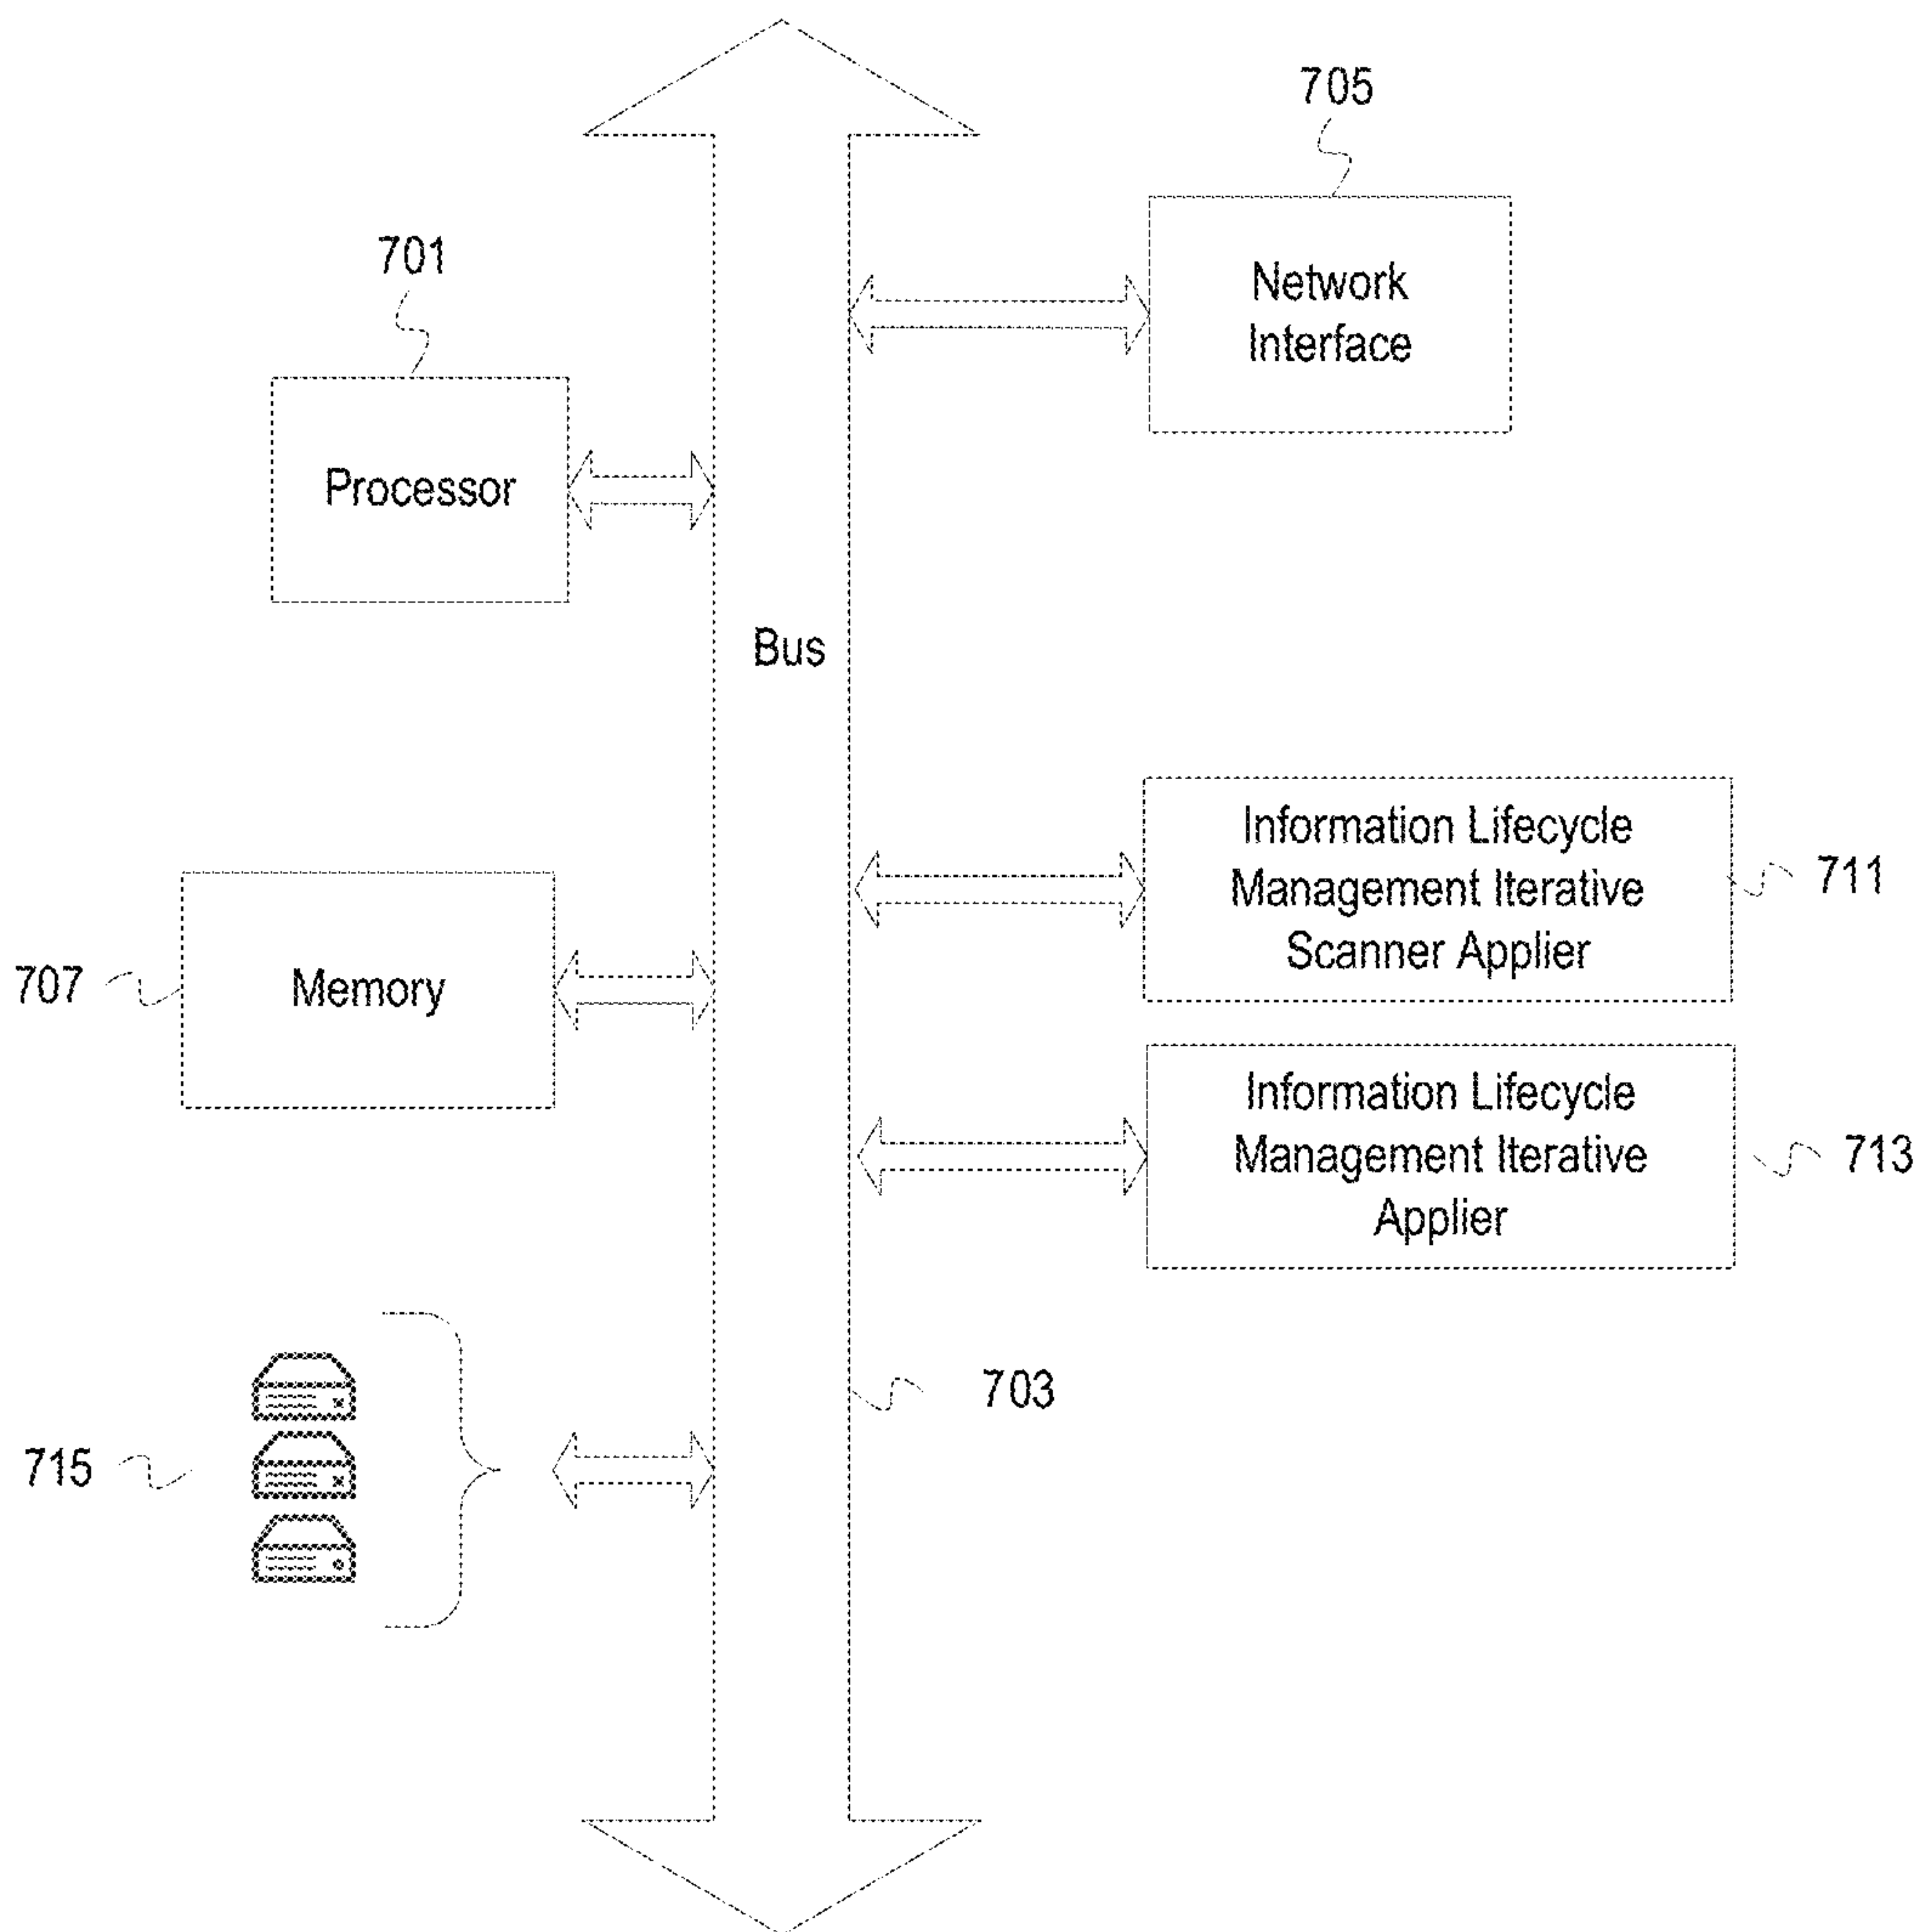 705
Network
Interface
701
Processor
Bus
Information Lifecycle
Management Iterative
Scanner Applier
711
707
Memory
Information Lifecycle
Management Iterative
Applier
713
703
715